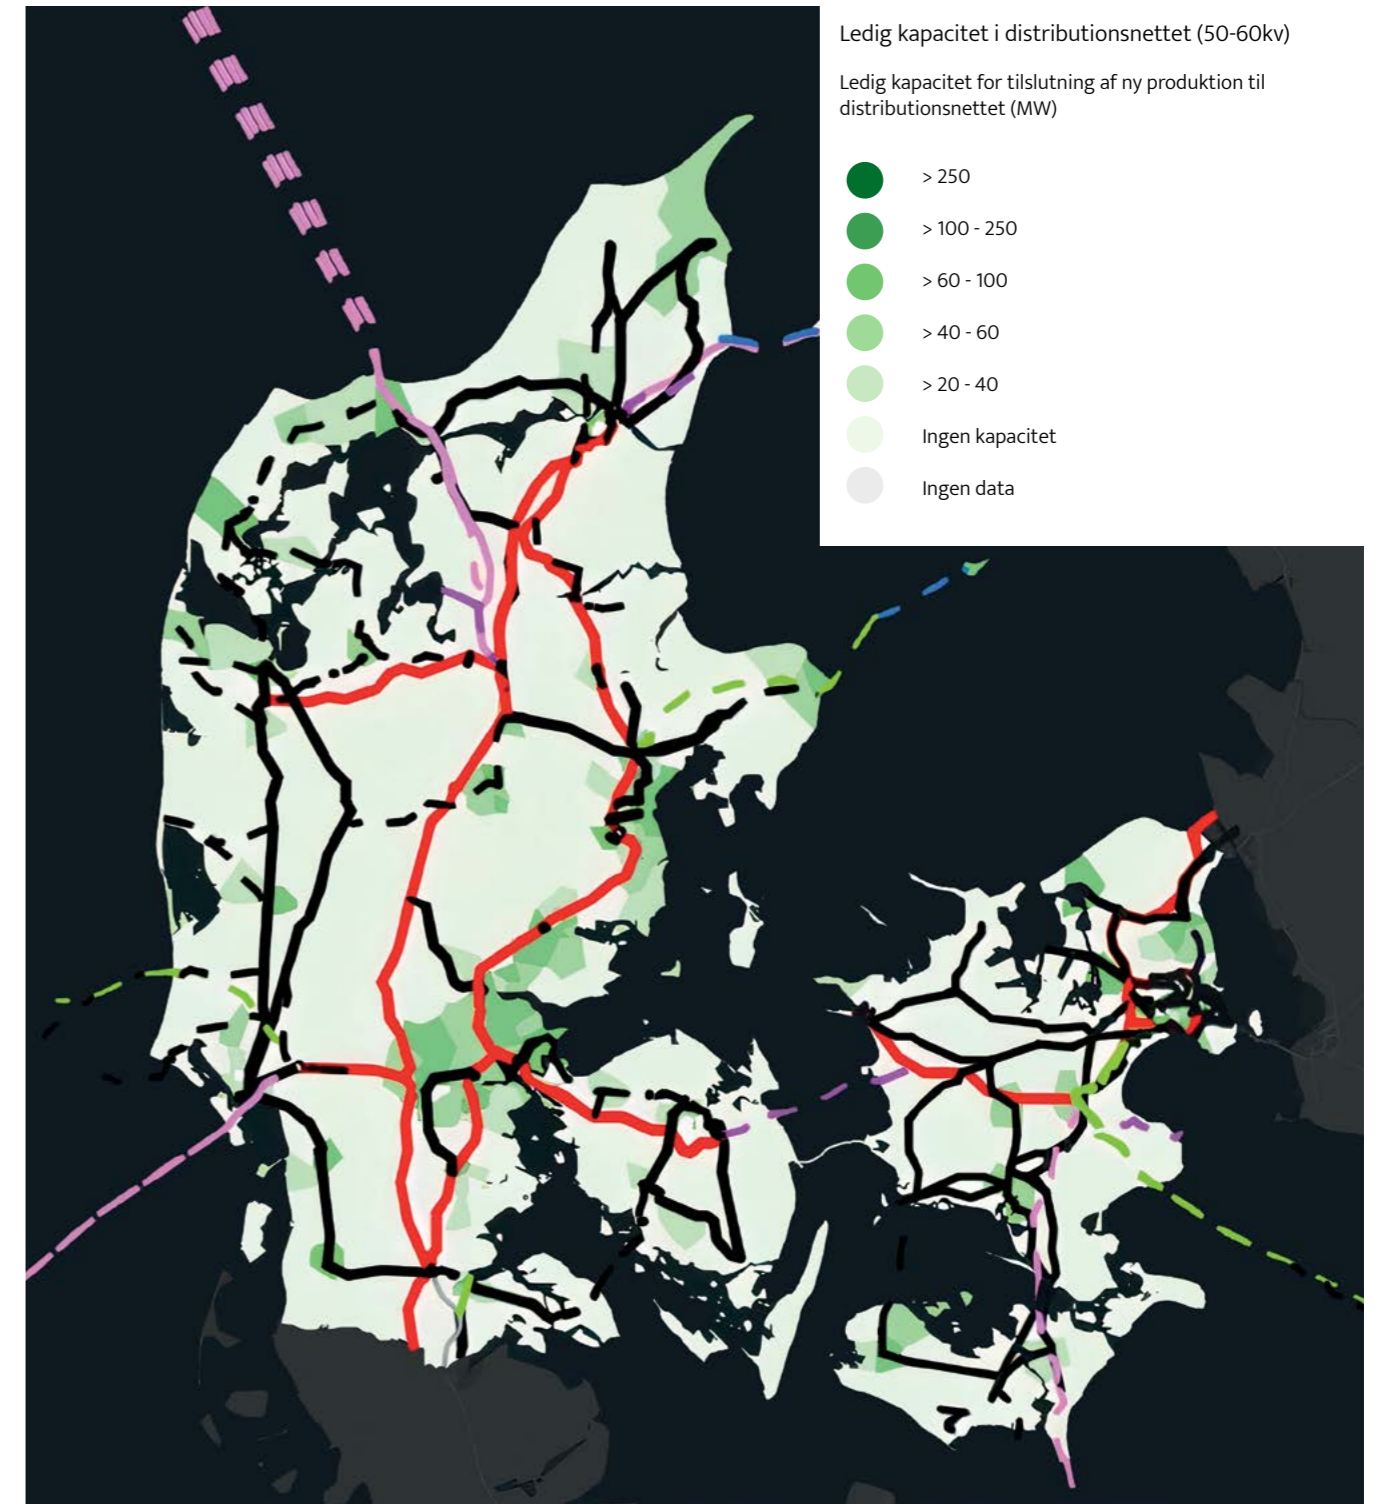 Ledig kapacitet i distributionsnettet (50-60kv)
Ledig kapacitet for tilslutning af ny produktion til
distributionsnettet (MW)
> 250
> 100 - 250
> 60 - 100
> 40 - 60
> 20 - 40
Ingen kapacitet
Ingen data